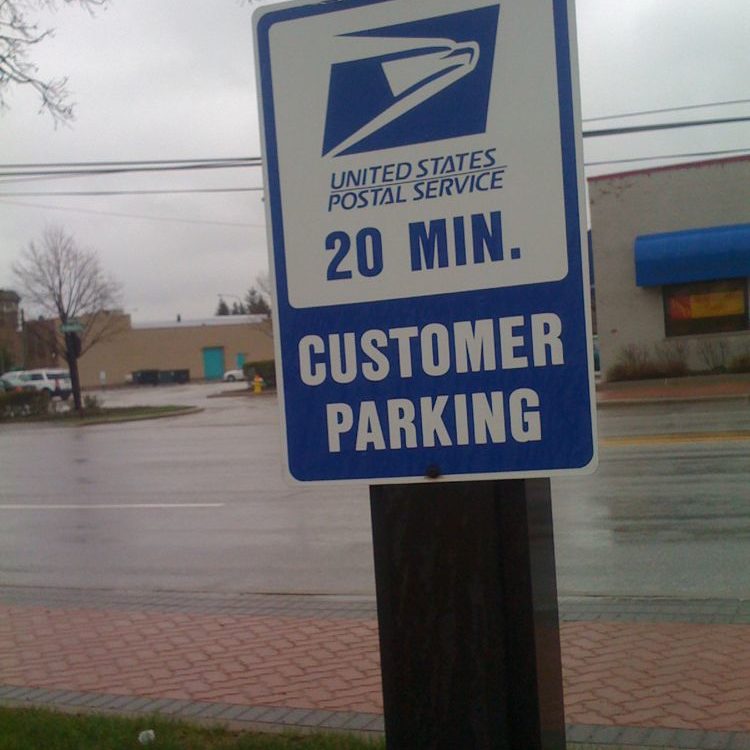 UNITED STATES
POSTAL SERVICE
20 MIN.
CUSTOMER
PARKING